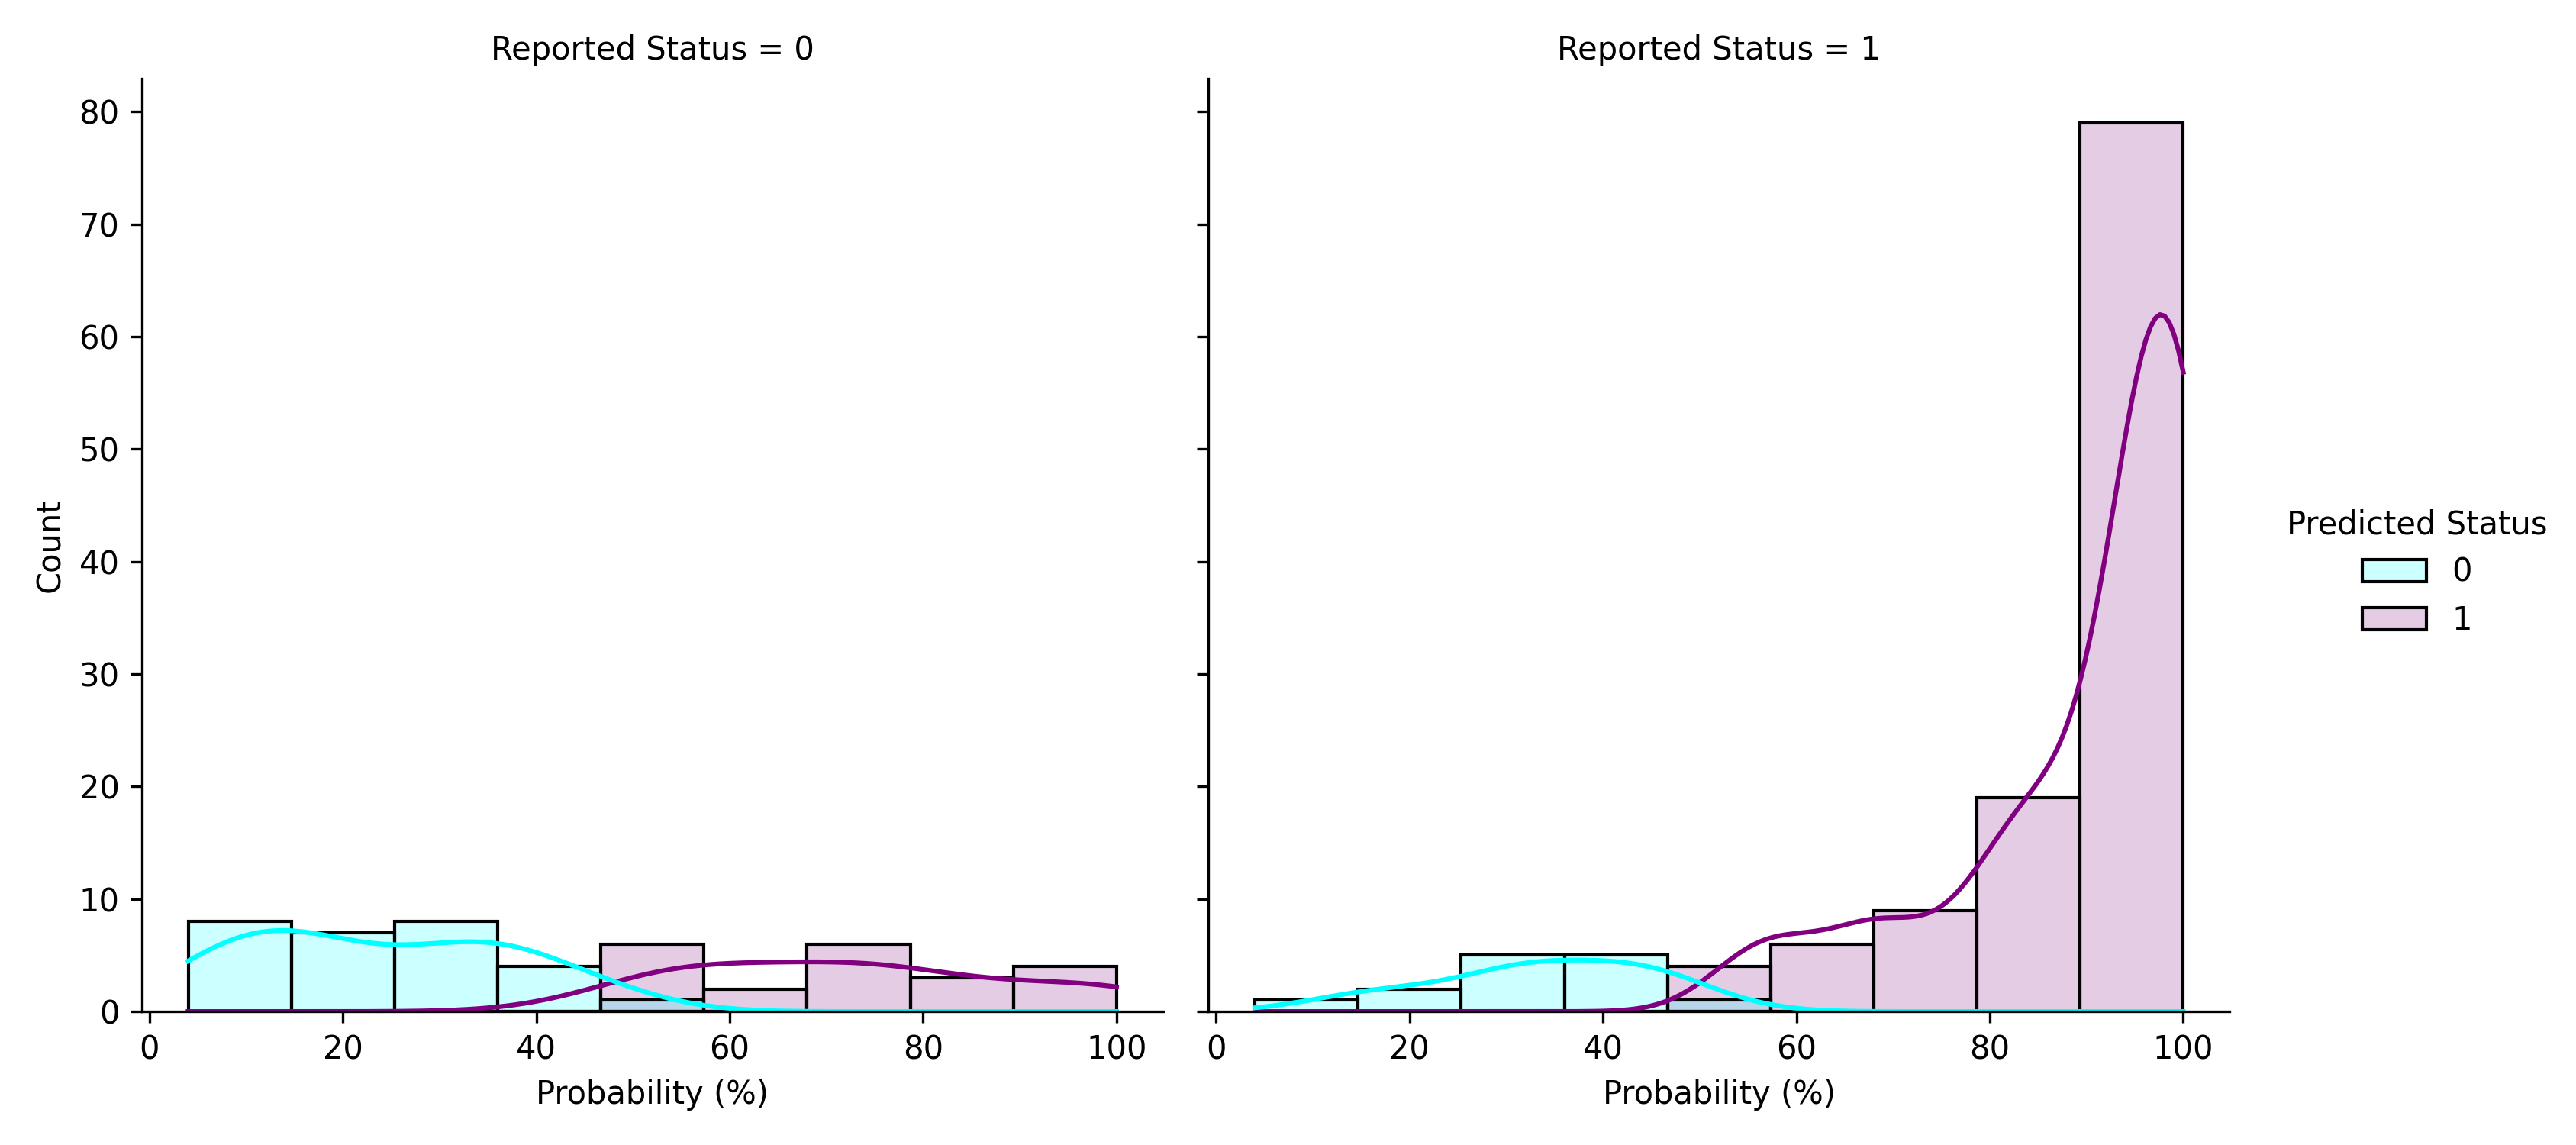 Reported Status = 0
Reported Status = 1
80
70
60
50
40
30
20
10
0
Count
0 20 40 60 80 100
0 20 40 60 80 100
Probability (%)
Probability (%)
Predicted Status
0
1